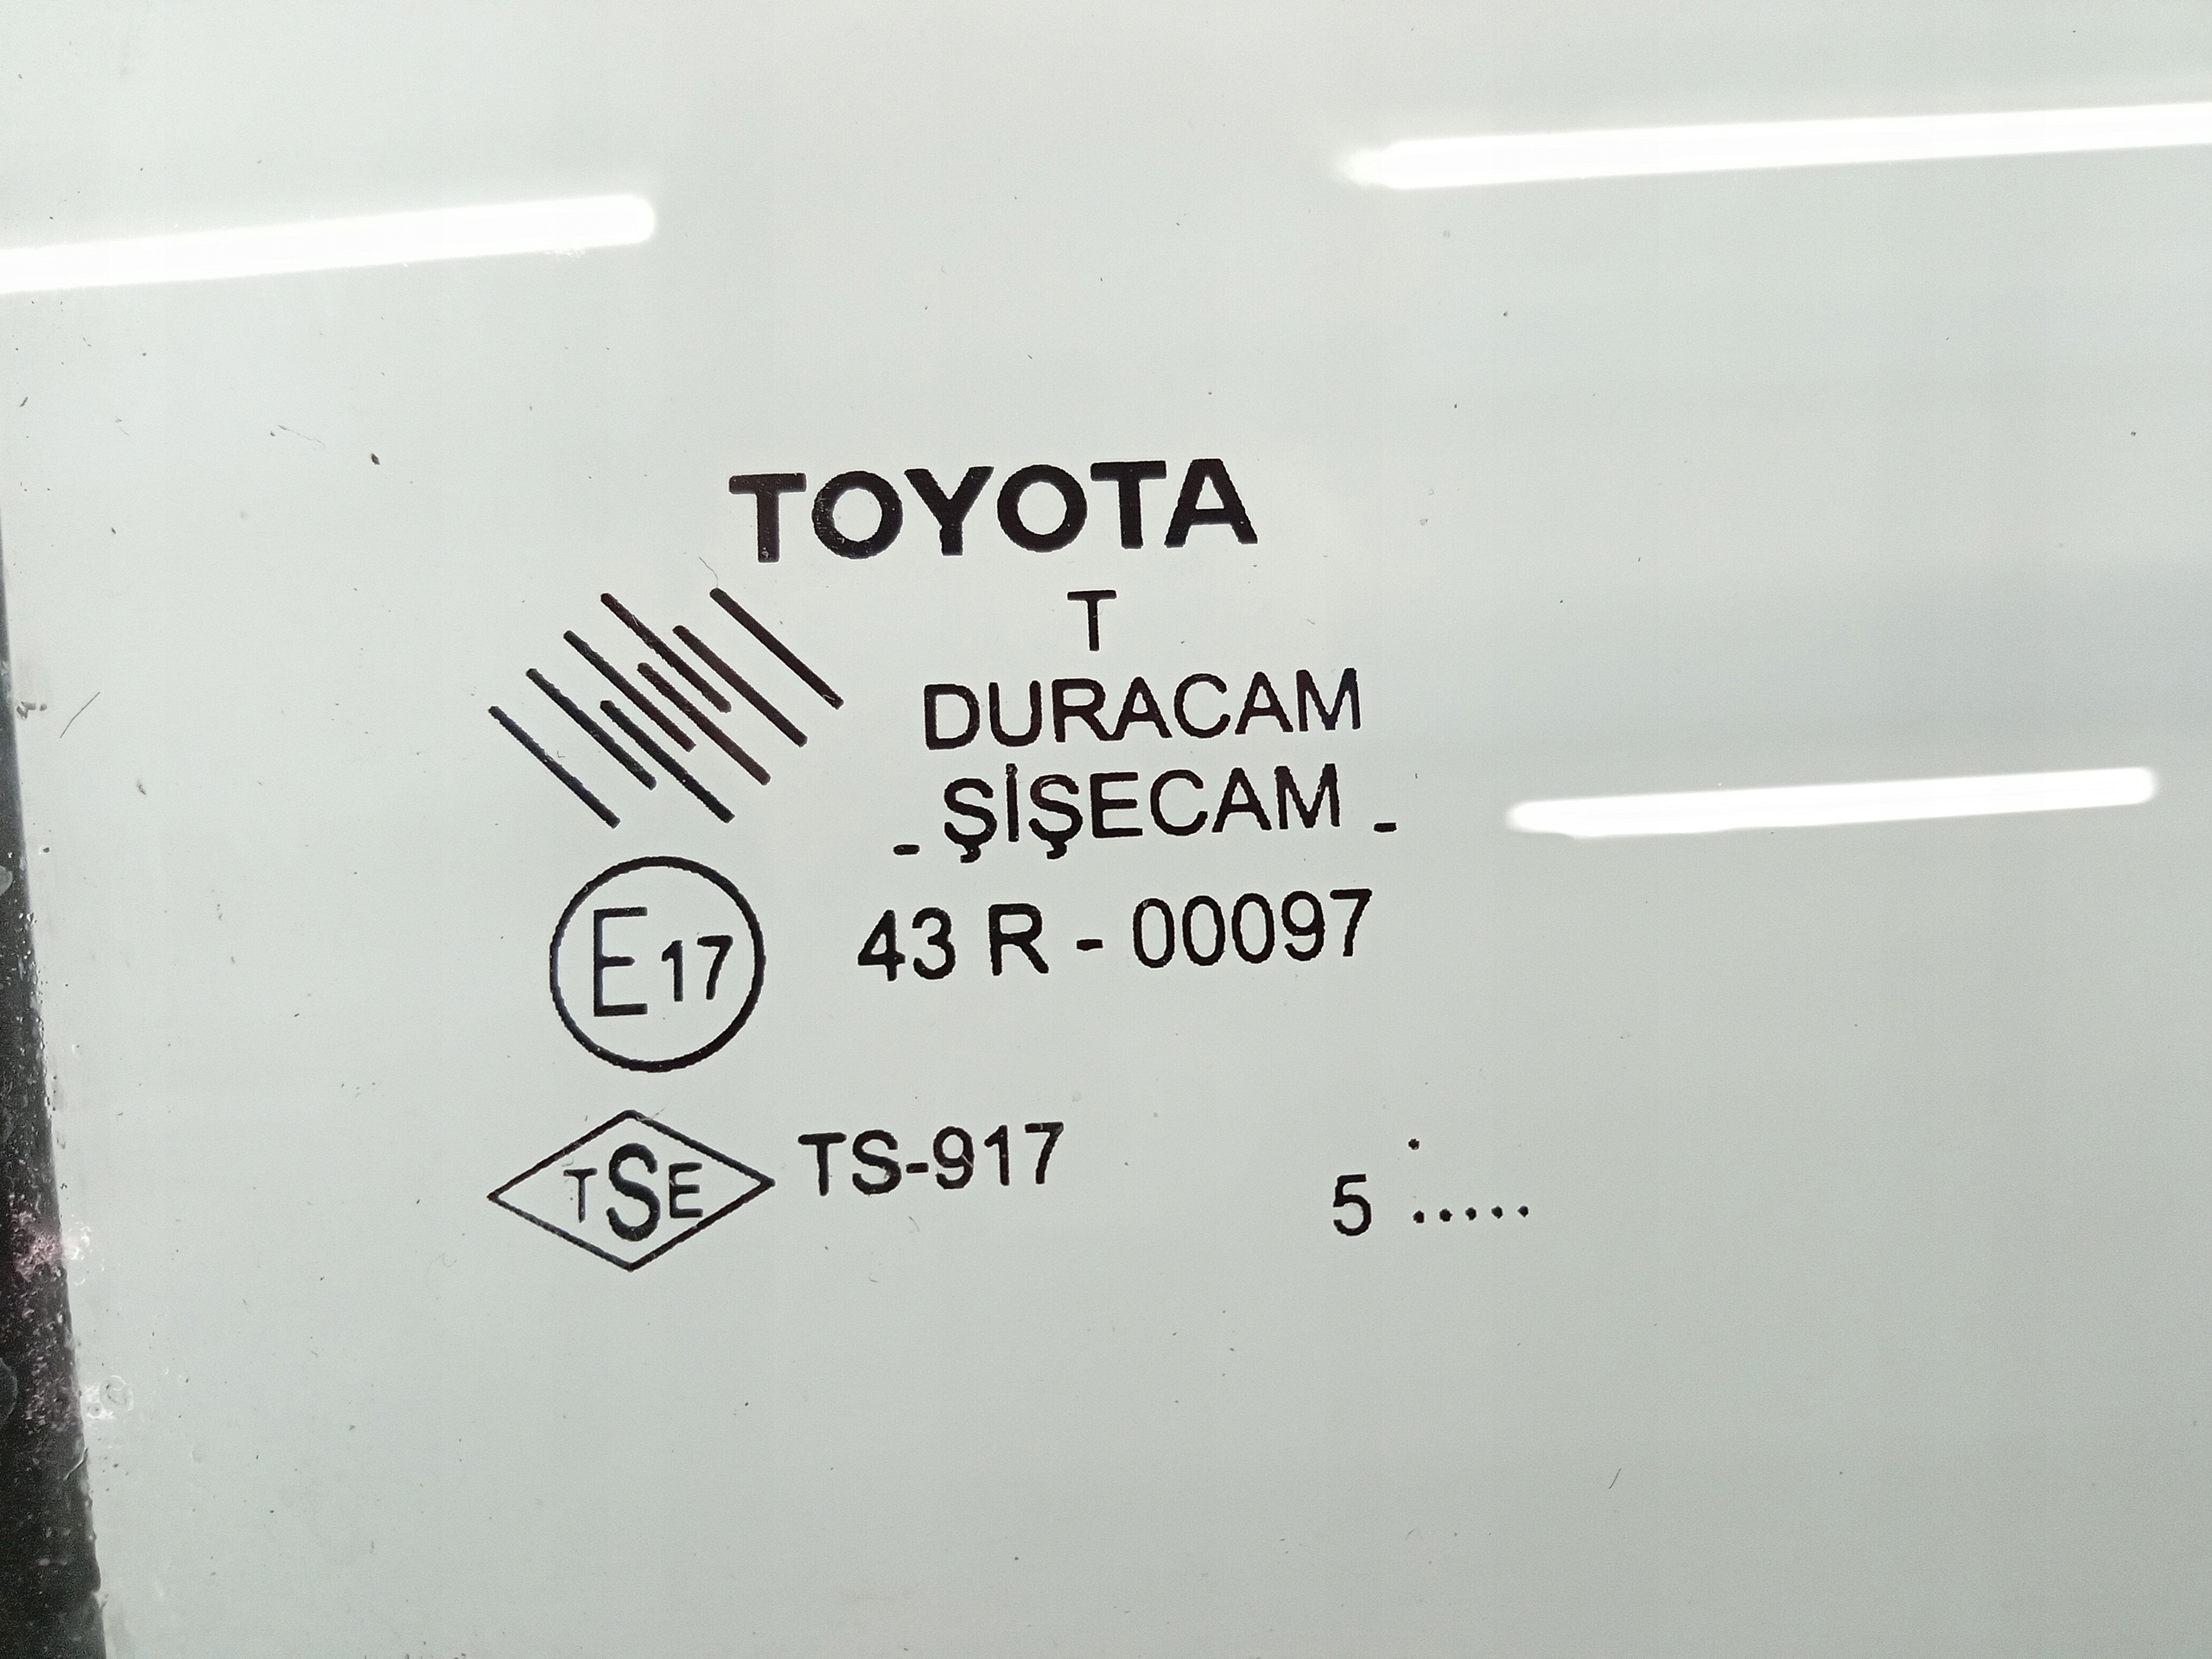 TOYOTA
T
DURACAM
- ŞİŞECAM -
E17 43 R - 00097
TSE TS-917
5 .....